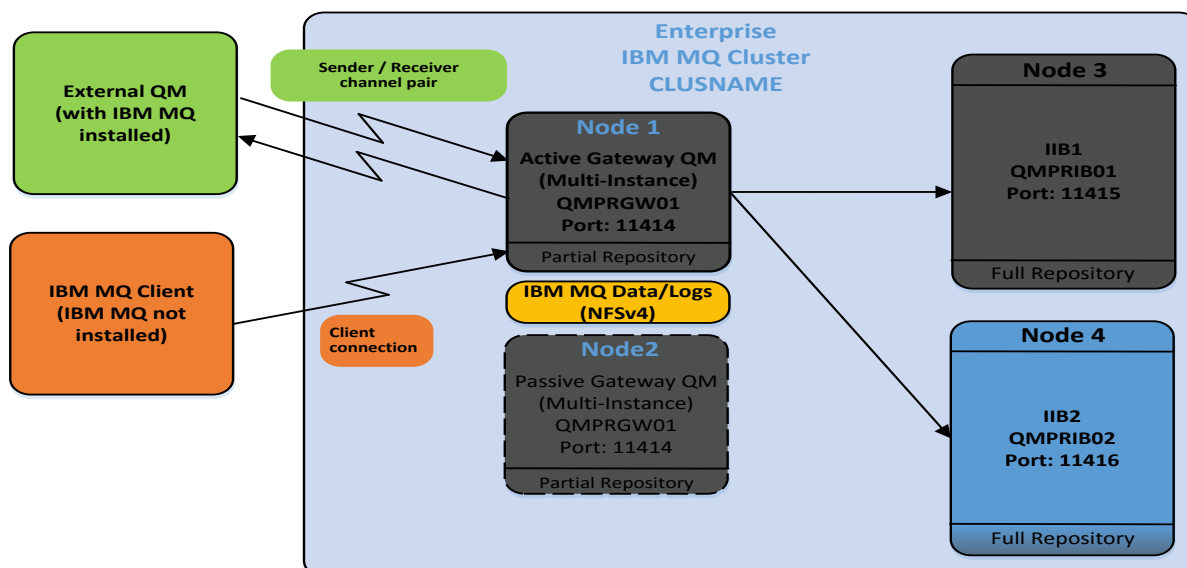 Enterprise
IBM MQ Cluster
CLUSNAME
External QM
(with IBM MQ
installed)
Sender / Receiver
channel pair
IBM MQ Client
(IBM MQ not
installed)
Client
connection
Node 1
Active Gateway QM
(Multi-Instance)
QMPRGW01
Port: 11414
Partial Repository
IBM MQ Data/Logs
(NFSv4)
Node2
Passive Gateway QM
(Multi-Instance)
QMPRGW01
Port: 11414
Partial Repository
Node 3
IIB1
QMPRIB01
Port: 11415
Full Repository
Node 4
IIB2
QMPRIB02
Port: 11416
Full Repository